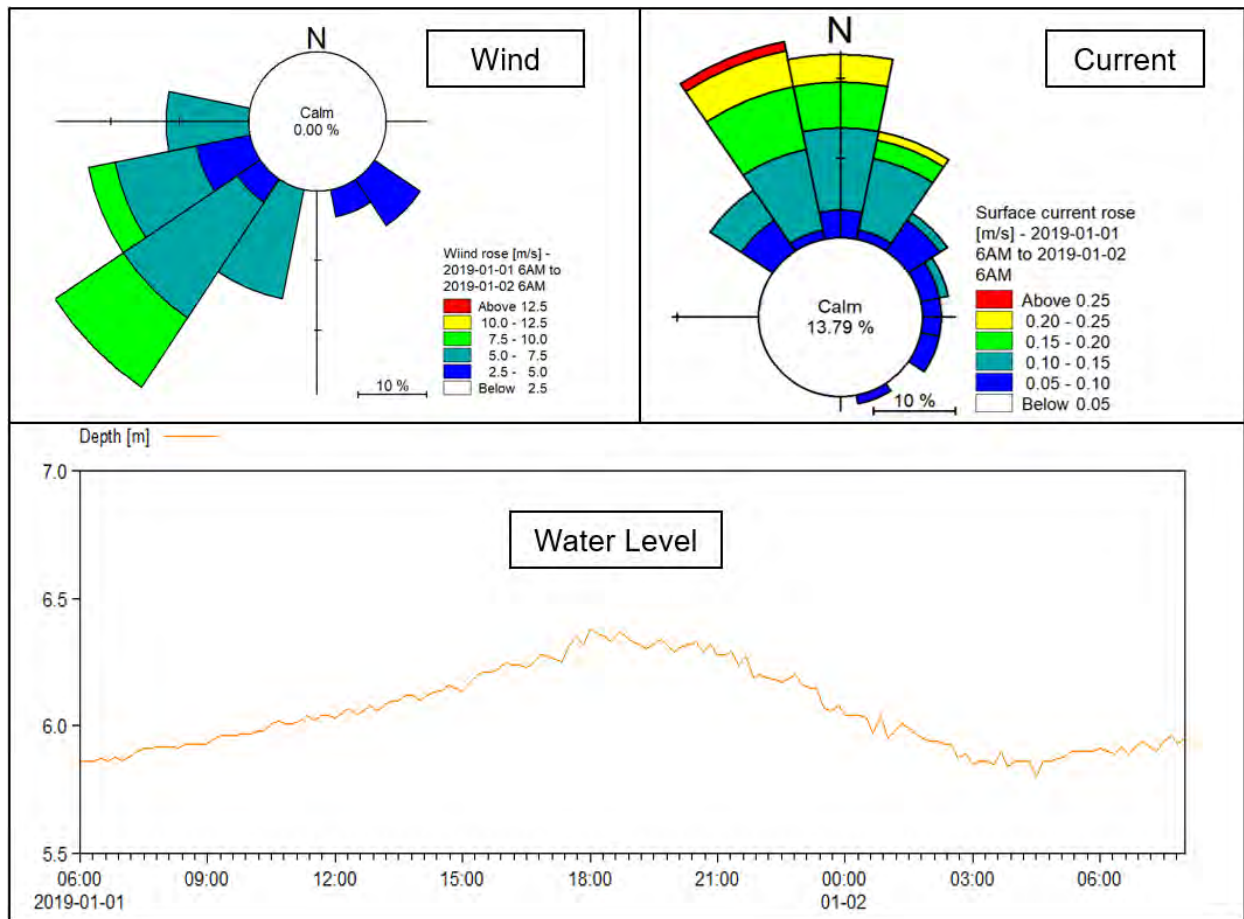 N
Wind
Calm
0.00 %
Wiind rose [m/s] -
2019-01-01 6AM to
2019-01-02 6AM
Above 12.5
10.0 - 12.5
7.5 - 10.0
5.0 - 7.5
2.5 - 5.0
Below 2.5
10 %
N
Current
Calm
13.79 %
Surface current rose
[m/s] - 2019-01-01
6AM to 2019-01-02
6AM
Above 0.25
0.20 - 0.25
0.15 - 0.20
0.10 - 0.15
0.05 - 0.10
Below 0.05
10 %
Depth [m]
Water Level
7.0
6.5
6.0
5.5
06:00 09:00 12:00 15:00 18:00 21:00 00:00 03:00 06:00
2019-01-01 01-02